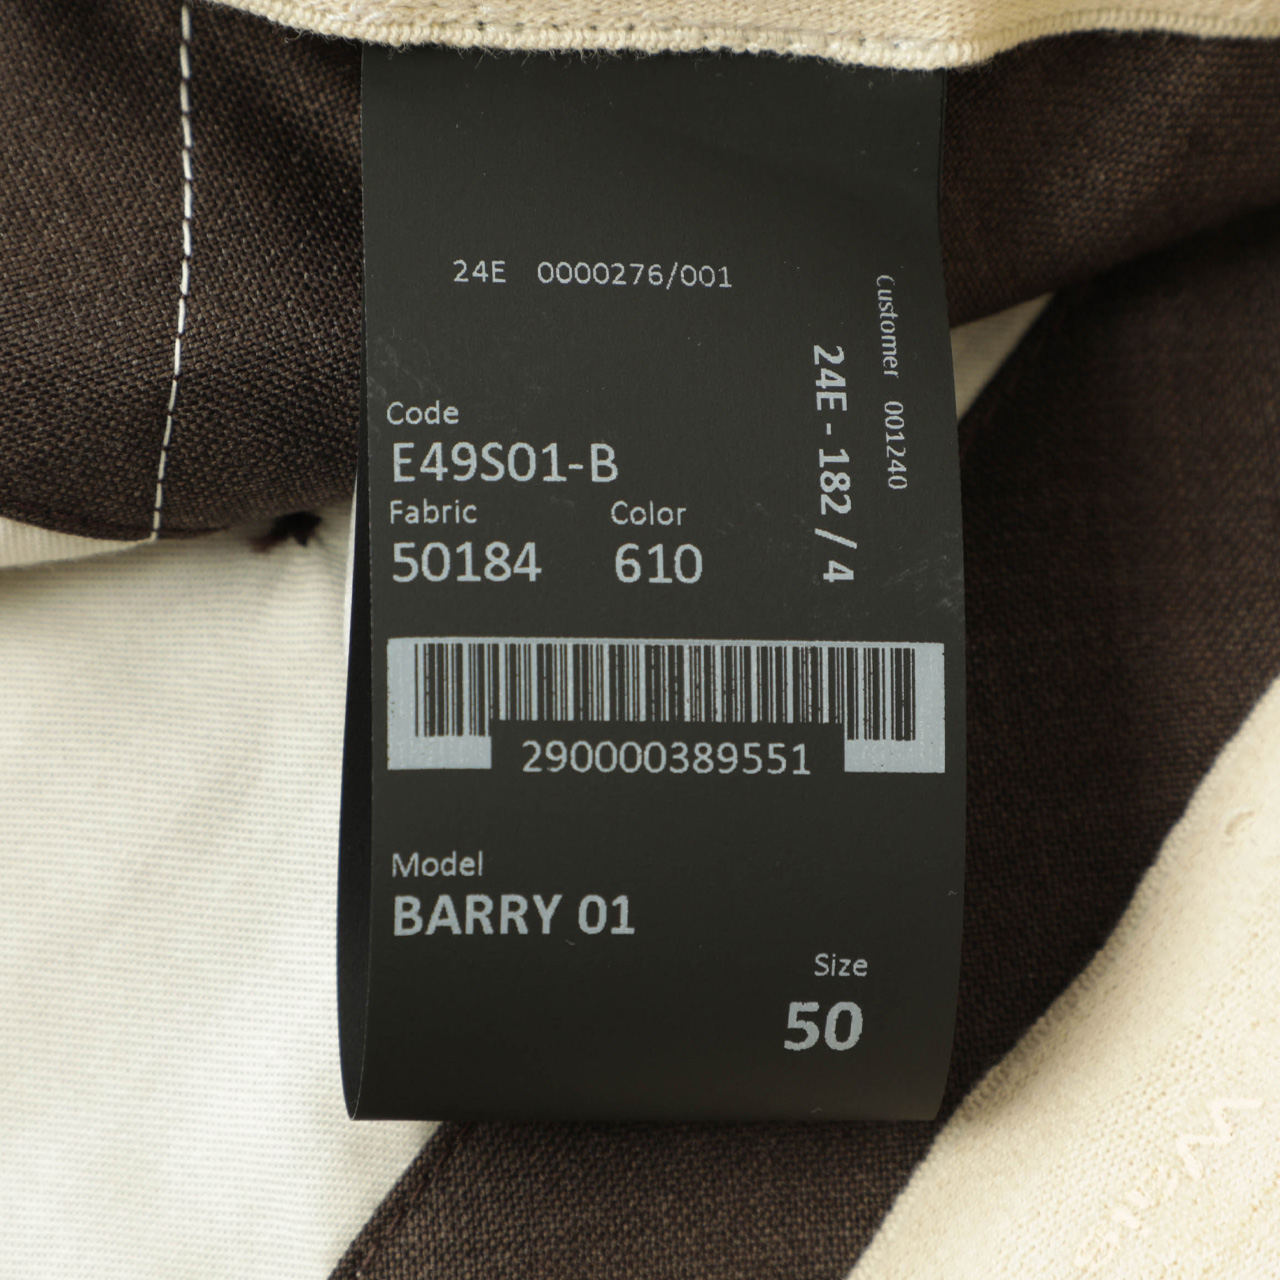 24E 0000276/001
Customer 001240
24E - 182 / 4
Code
E49S01-B
Fabric Color
50184 610
290000389551
Model
BARRY 01
Size
50